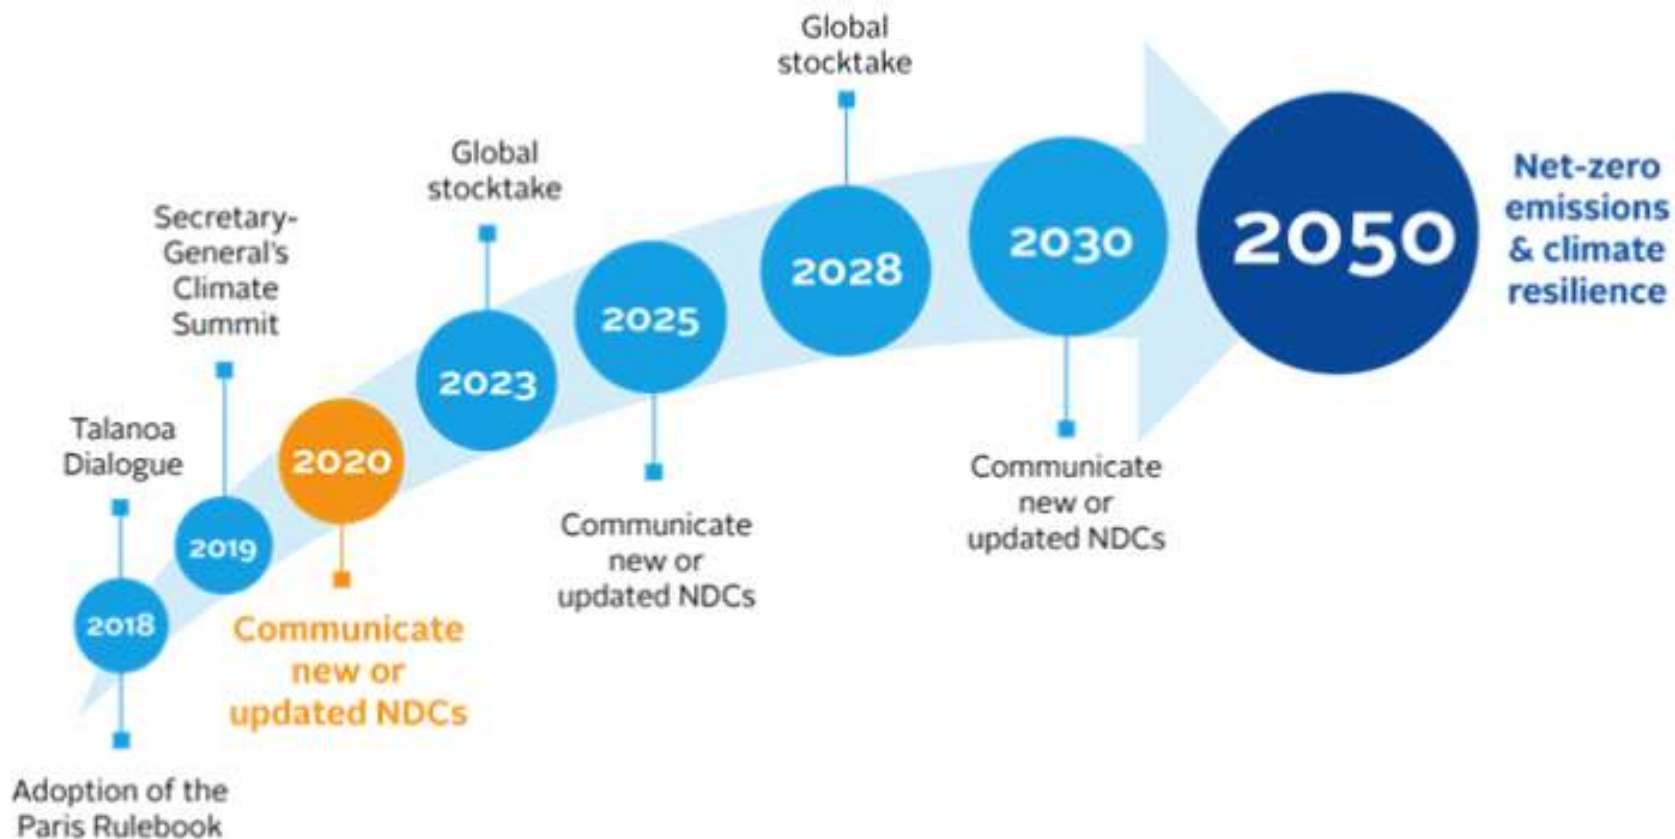 Talanoa
Dialogue
2018
Adoption of the
Paris Rulebook
Secretary-
General's
Climate
Summit
2019
2020
Communicate
new or
updated NDCs
Global
stocktake
2023
2025
Communicate
new or
updated NDCs
Global
stocktake
2028
2030
Communicate
new or
updated NDCs
2050
Net-zero
emissions
& climate
resilience